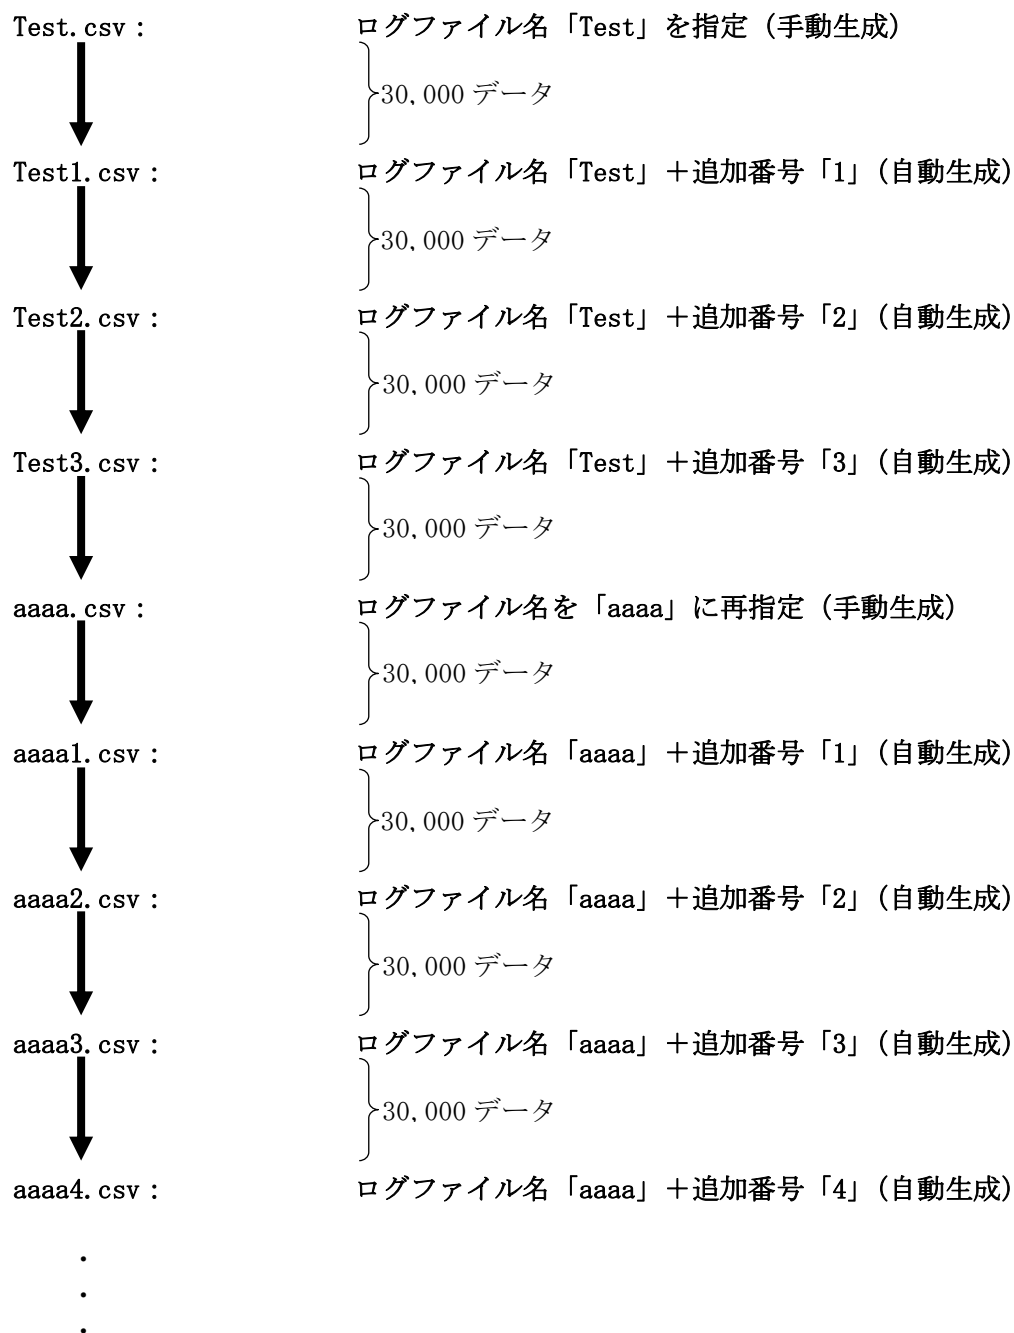 Test.csv： ログファイル名「Test」を指定（手動生成）
30,000 データ
Test1.csv： ログファイル名「Test」＋追加番号「1」（自動生成）
30,000 データ
Test2.csv： ログファイル名「Test」＋追加番号「2」（自動生成）
30,000 データ
Test3.csv： ログファイル名「Test」＋追加番号「3」（自動生成）
30,000 データ
aaaa.csv： ログファイル名を「aaaa」に再指定（手動生成）
30,000 データ
aaaa1.csv： ログファイル名「aaaa」＋追加番号「1」（自動生成）
30,000 データ
aaaa2.csv： ログファイル名「aaaa」＋追加番号「2」（自動生成）
30,000 データ
aaaa3.csv： ログファイル名「aaaa」＋追加番号「3」（自動生成）
30,000 データ
aaaa4.csv： ログファイル名「aaaa」＋追加番号「4」（自動生成）
・
・
・